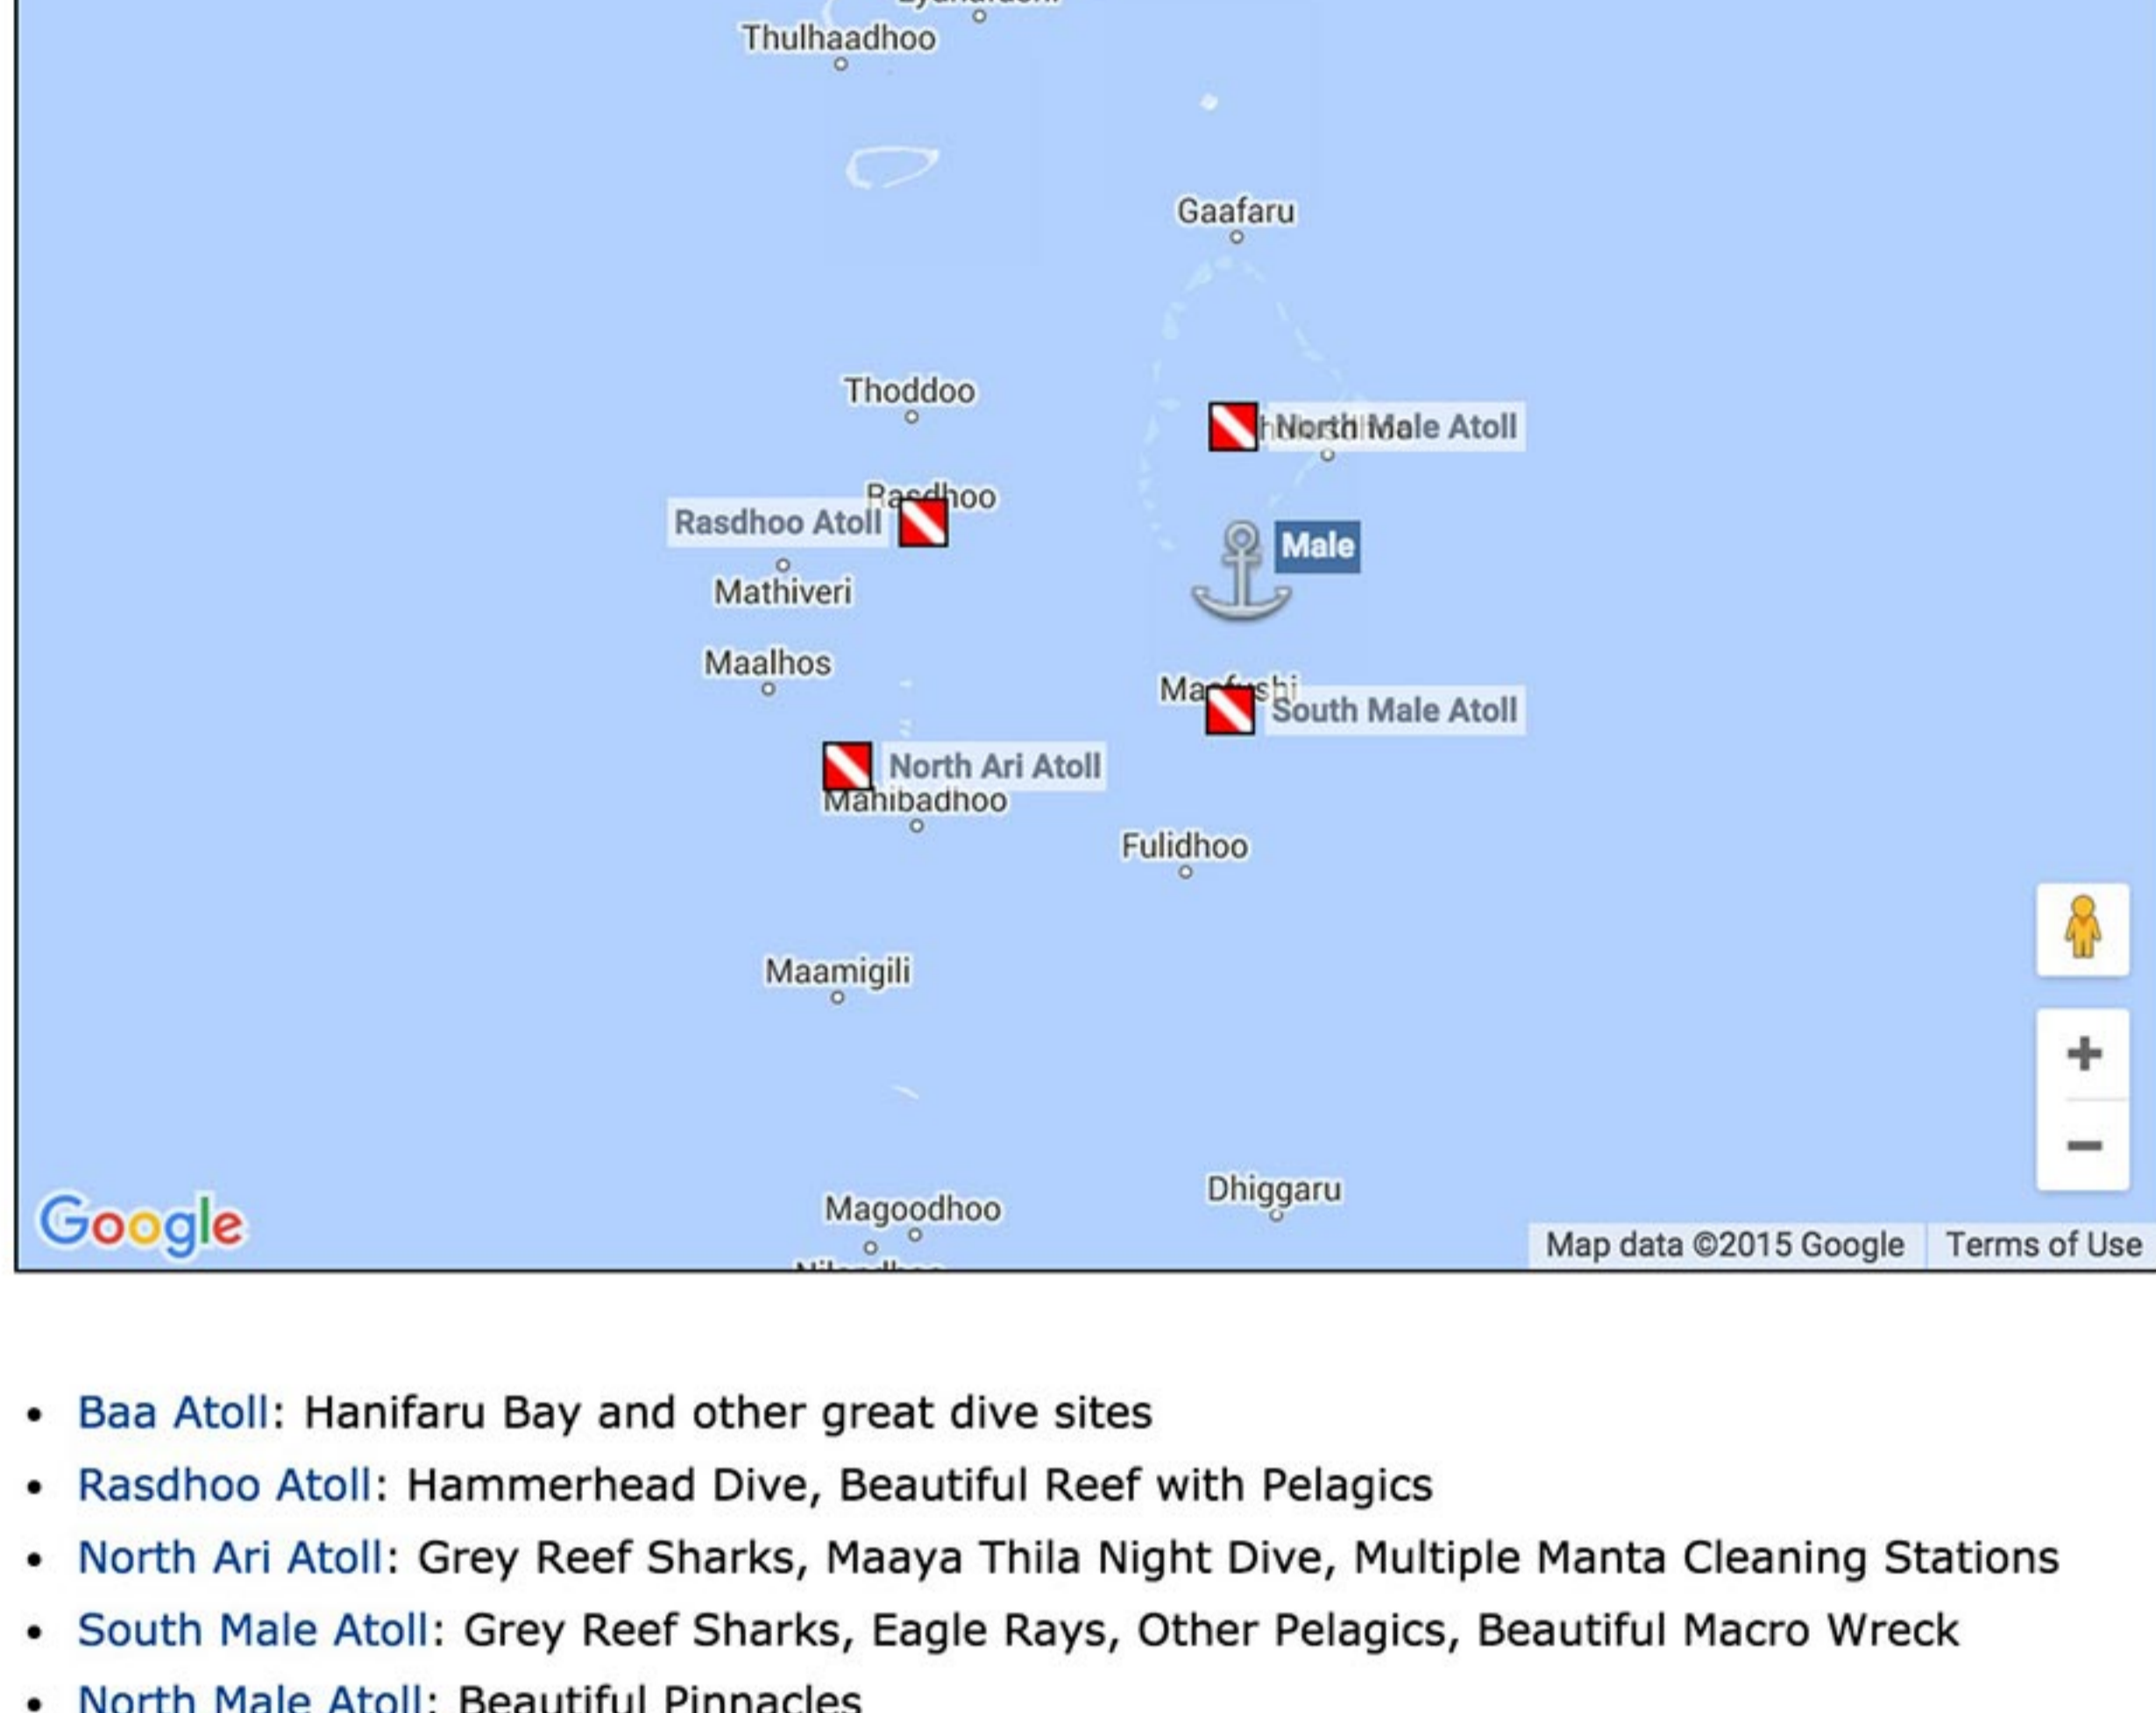 Thulhaadhoo
Gaafaru
Thoddoo
North Male Atoll
Rasdhoo
Rasdhoo Atoll
Male
Mathiveri
Maalhos
Maafushi
South Male Atoll
North Ari Atoll
Mahibadhoo
Fulidhoo
Maamigili
Dhiggaru
Magoodhoo
Google
Map data ©2015 Google
Terms of Use
• Baa Atoll: Hanifaru Bay and other great dive sites
• Rasdhoo Atoll: Hammerhead Dive, Beautiful Reef with Pelagics
• North Ari Atoll: Grey Reef Sharks, Maaya Thila Night Dive, Multiple Manta Cleaning Stations
• South Male Atoll: Grey Reef Sharks, Eagle Rays, Other Pelagics, Beautiful Macro Wreck
• North Male Atoll: Beautiful Pinnacles